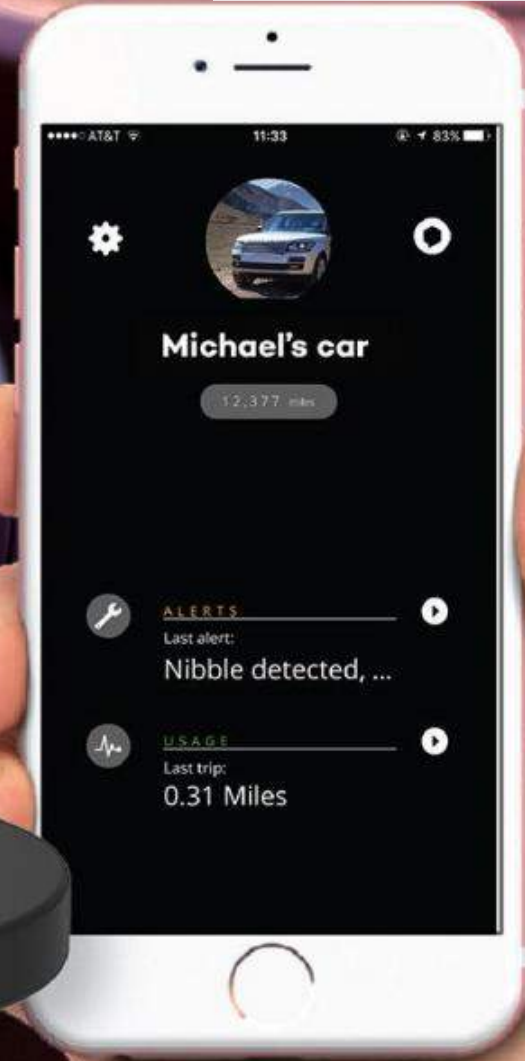 AT&T 11:33 83%
Michael's car
12,377 miles
ALERTS
Last alert:
Nibble detected, ...
USAGE
Last trip:
0.31 Miles